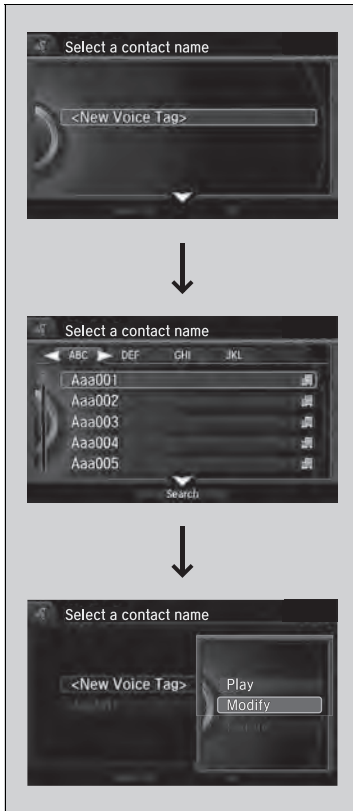 Select a contact name
<New Voice Tag>
Select a contact name
ABC DEF GHI JKL
Aaa001
Aaa002
Aaa003
Aaa004
Aaa005
Search
Select a contact name
<New Voice Tag>
Play
Modify